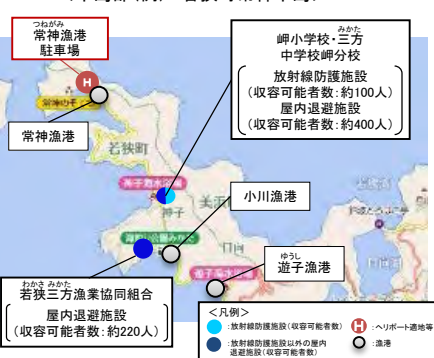 つねがみ
常神漁港
駐車場
岬小学校・三方
みかた
中学校岬分校
放射線防護施設
(収容可能者数:約100人)
屋内退避施設
(収容可能者数:約400人)
H
常神漁港
若狭町
小川漁港
神子
美浜
日向
ゆうし
遊子漁港
わかさ みかた
若狭三方漁業協同組合
屋内退避施設
(収容可能者数:約220人)
<凡例>
:放射線防護施設(収容可能者数)
H :ヘリポート適地等
:放射線防護施設以外の屋内
退避施設(収容可能者数)
:漁港